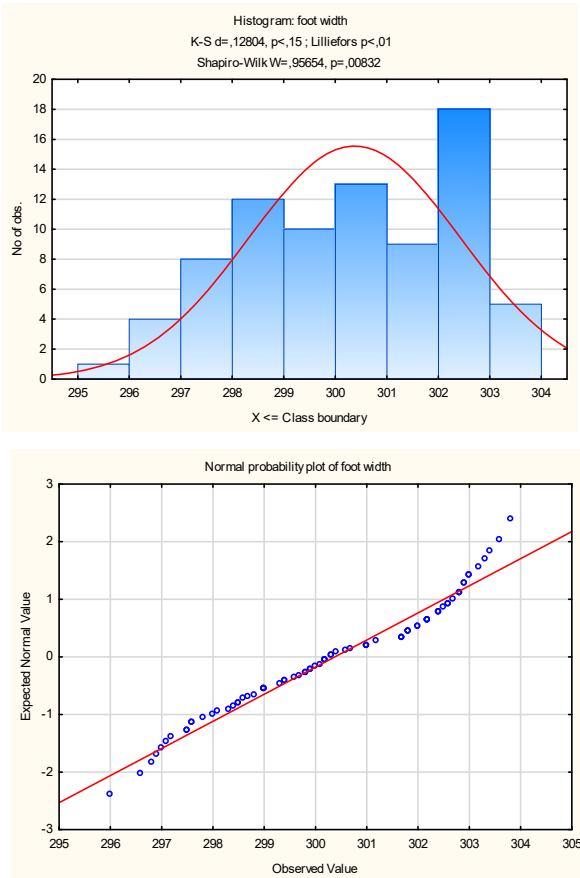 Histogram: foot width
K-S d=,12804, p<,15 ; Lilliefors p<,01
Shapiro-Wilk W=,95654, p=,00832
20
18
16
14
12
10
8
6
4
2
0
No of obs.
295 296 297 298 299 300 301 302 303 304
X <= Class boundary
Normal probability plot of foot width
3
2
1
0
-1
-2
-3
Expected Normal Value
295 296 297 298 299 300 301 302 303 304 305
Observed Value